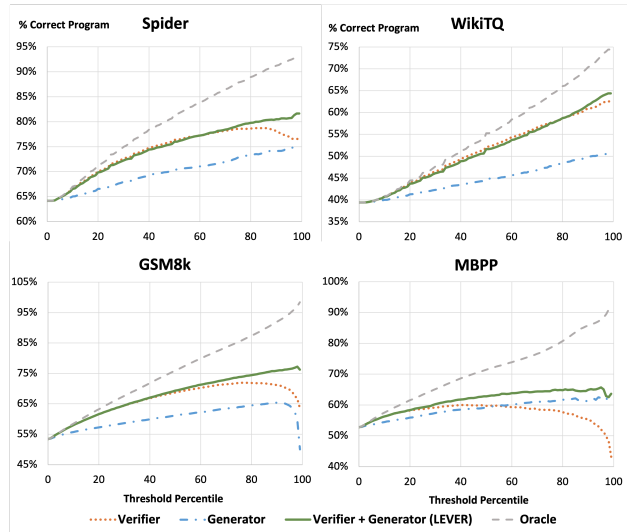 Spider
% Correct Program
95%
90%
85%
80%
75%
70%
65%
60%
0 20 40 60 80 100
WikiTQ
% Correct Program
75%
70%
65%
60%
55%
50%
45%
40%
35%
0 20 40 60 80 100
GSM8k
105%
95%
85%
75%
65%
55%
45%
0 20 40 60 80 100
Threshold Percentile
MBPP
100%
90%
80%
70%
60%
50%
40%
0 20 40 60 80 100
Threshold Percentile
Verifier Generator Verifier + Generator (LEVER) Oracle